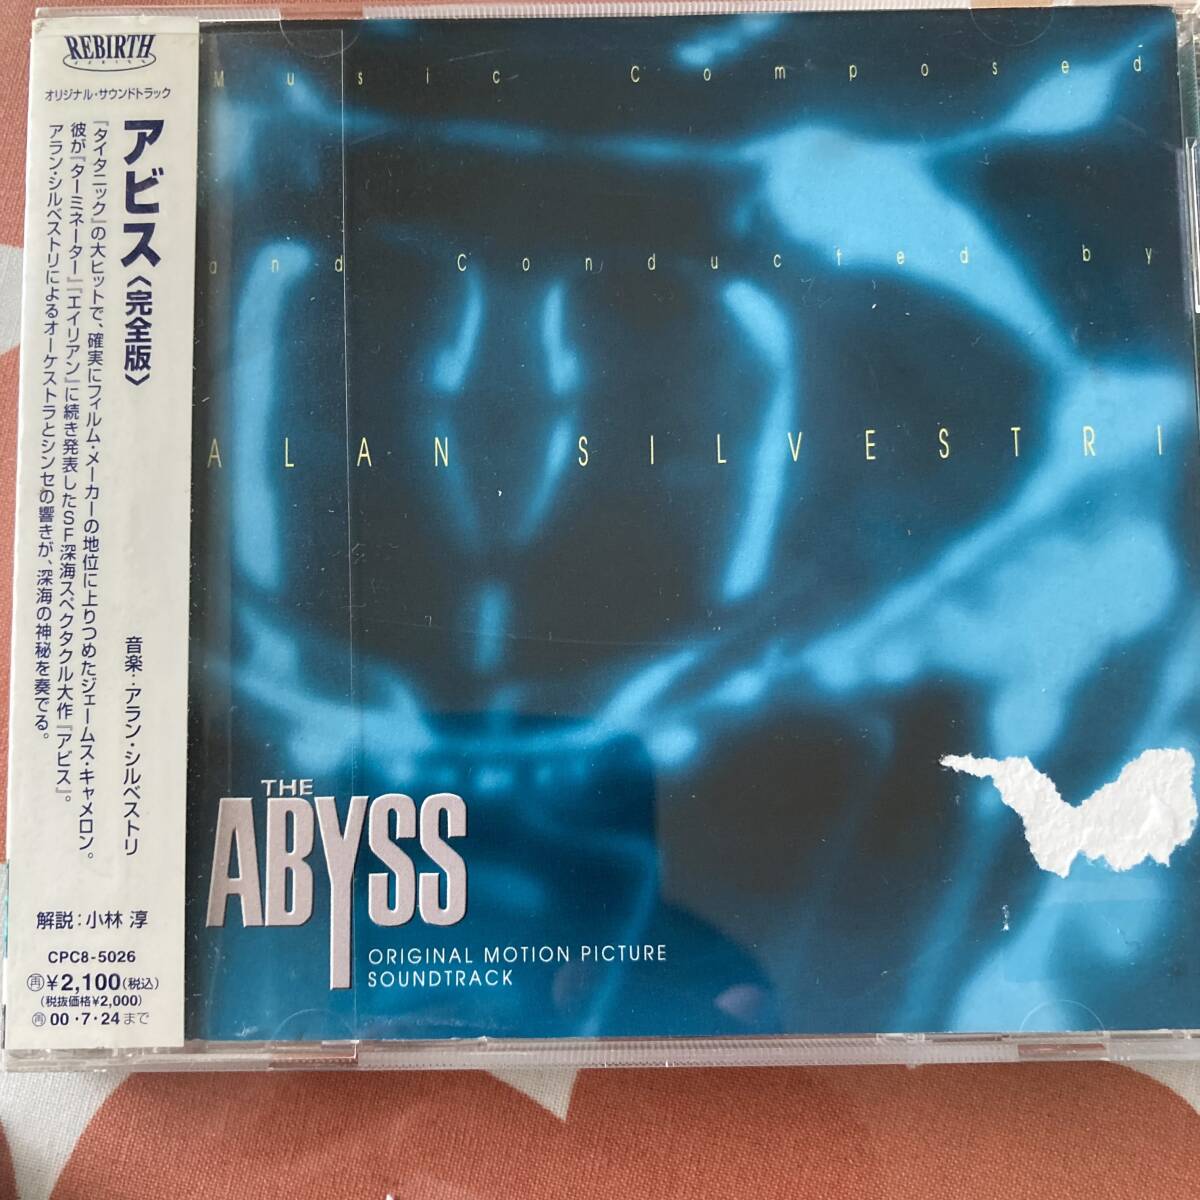 REBIRTH
SERIES
オリジナル・サウンドトラック
アビス〈完全版〉
音楽:アラン・シルベストリ
『タイタニック』の大ヒットで、確実にフィルム・メーカーの地位に上りつめたジェームス・キャメロン。
彼が『ターミネーター』『エイリアン』に続き発表したSF深海スペクタクル大作『アビス』。
アラン・シルベストリによるオーケストラとシンセの響きが、深海の神秘を奏でる。
解説:小林 淳
CPC8-5026
再¥2,100(税込)
(税抜価格¥2,000)
再00・7・24まで
Music Composed
and Conducted by
ALAN SILVESTRI
THE
ABYSS
ORIGINAL MOTION PICTURE
SOUNDTRACK